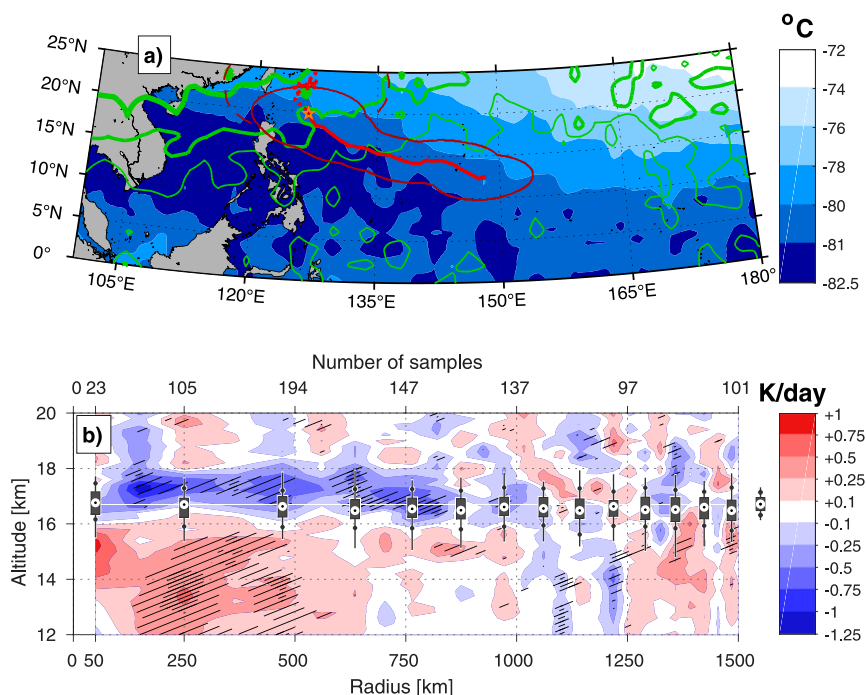 °C
a)
25°N
20°N
15°N
10°N
5°N
0°
105°E
120°E
135°E
150°E
165°E
180°E
-72
-74
-76
-78
-80
-81
-82.5
Number of samples
0 23 105 194 147 137 97 101
K/day
b)
20
18
16
14
12
Altitude [km]
0 50 250 500 750 1000 1250 1500
Radius [km]
+1
+0.75
+0.5
+0.25
+0.1
-0.1
-0.25
-0.5
-0.75
-1
-1.25